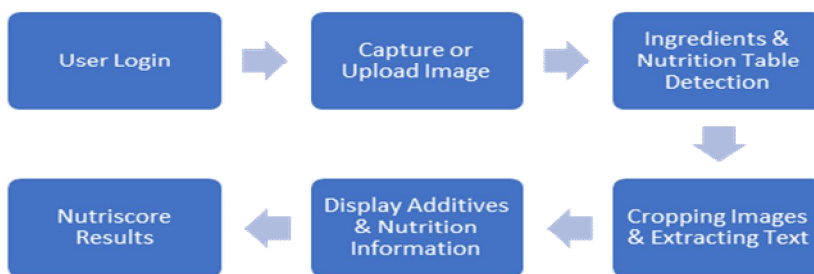 User Login
Capture or
Upload Image
Ingredients &
Nutrition Table
Detection
Cropping Images
& Extracting Text
Display Additives
& Nutrition
Information
Nutriscore
Results